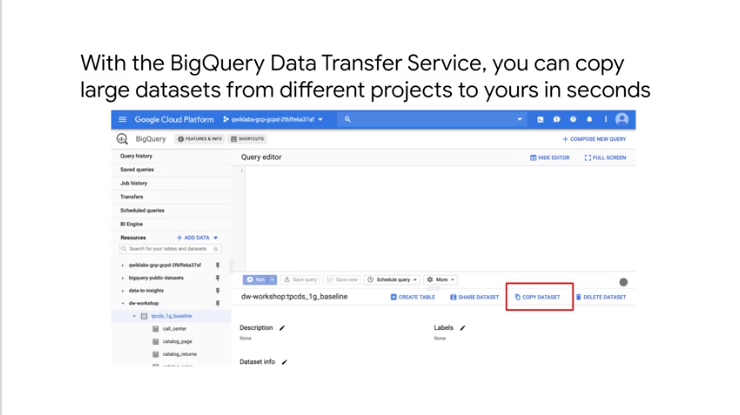 With the BigQuery Data Transfer Service, you can copy
large datasets from different projects to yours in seconds
Google Cloud Platform qwiklabs-gcp-gcpd-2f6ffe6a37af
BigQuery FEATURES & INFO SHORTCUTS + COMPOSE NEW QUERY
Query history
Saved queries
Job history
Transfers
Scheduled queries
BI Engine
Resources + ADD DATA
Search for your tables and datasets
qwiklabs-gcp-gcpd-2f6ffe6a37af
bigquery-public-datasets
data-to-insights
dw-workshop
tpcds_1g_baseline
call_center
catalog_page
catalog_returns
Query editor HIDE EDITOR FULL SCREEN
1
Run Save query Save view Schedule query More
dw-workshop:tpcds_1g_baseline CREATE TABLE SHARE DATASET COPY DATASET DELETE DATASET
Description Labels
None None
Dataset info